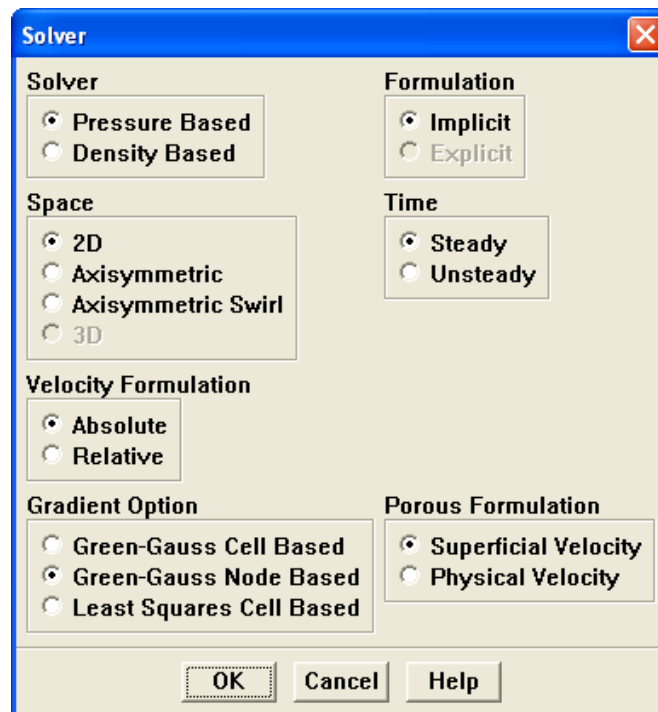 Solver
Solver
Pressure Based
Density Based
Formulation
Implicit
Explicit
Space
2D
Axisymmetric
Axisymmetric Swirl
3D
Time
Steady
Unsteady
Velocity Formulation
Absolute
Relative
Gradient Option
Green-Gauss Cell Based
Green-Gauss Node Based
Least Squares Cell Based
Porous Formulation
Superficial Velocity
Physical Velocity
OK
Cancel
Help